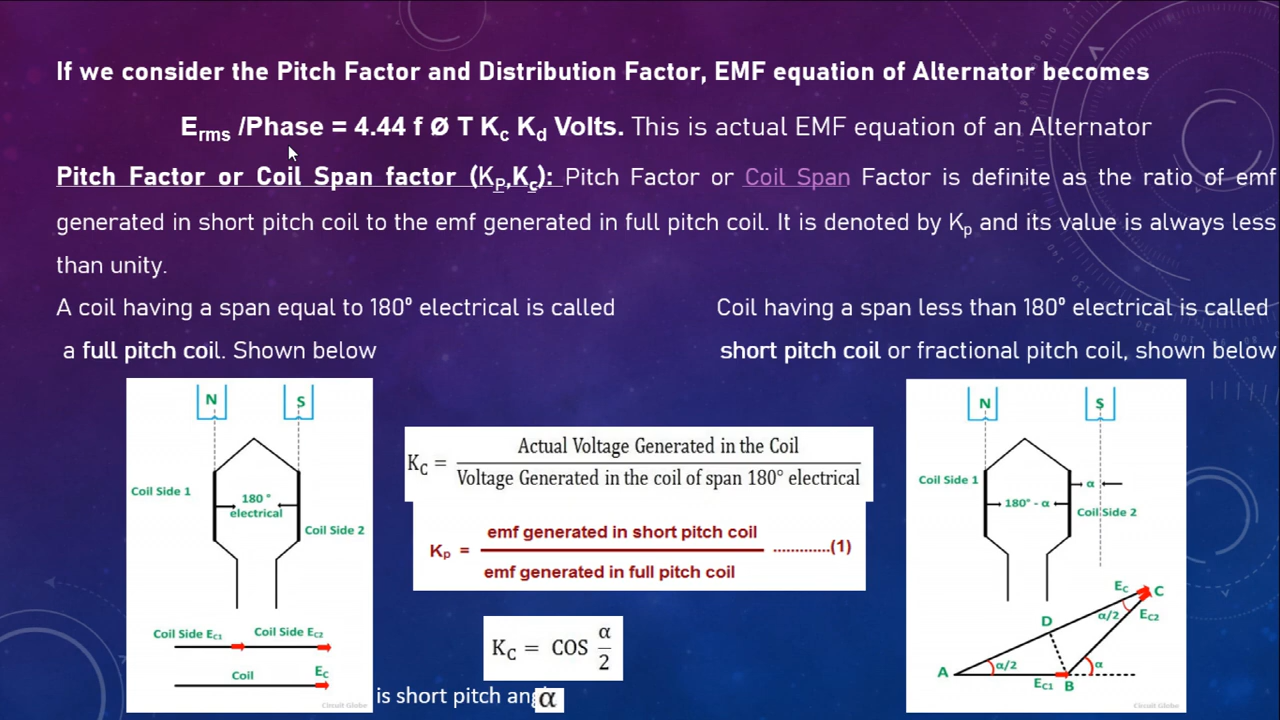 If we consider the Pitch Factor and Distribution Factor, EMF equation of Alternator becomes
Erms /Phase = 4.44 f Ø T Kc Kd Volts. This is actual EMF equation of an Alternator
Pitch Factor or Coil Span factor (KP,Kc): Pitch Factor or Coil Span Factor is definite as the ratio of emf
generated in short pitch coil to the emf generated in full pitch coil. It is denoted by Kp and its value is always less
than unity.
A coil having a span equal to 180° electrical is called
a full pitch coil. Shown below
Coil having a span less than 180° electrical is called
short pitch coil or fractional pitch coil, shown below
N S
Coil Side 1
180 °
electrical
Coil Side 2
Coil Side EC1 Coil Side EC2
Coil EC
Circuit Globe
KC = Actual Voltage Generated in the Coil
Voltage Generated in the coil of span 180° electrical
Kp = emf generated in short pitch coil .............(1)
emf generated in full pitch coil
KC = COS α/2
is short pitch an
α
N S
Coil Side 1
α
180° - α
Coil Side 2
EC C
α/2 EC2
D
A α/2 α
EC1 B
Circuit Globe